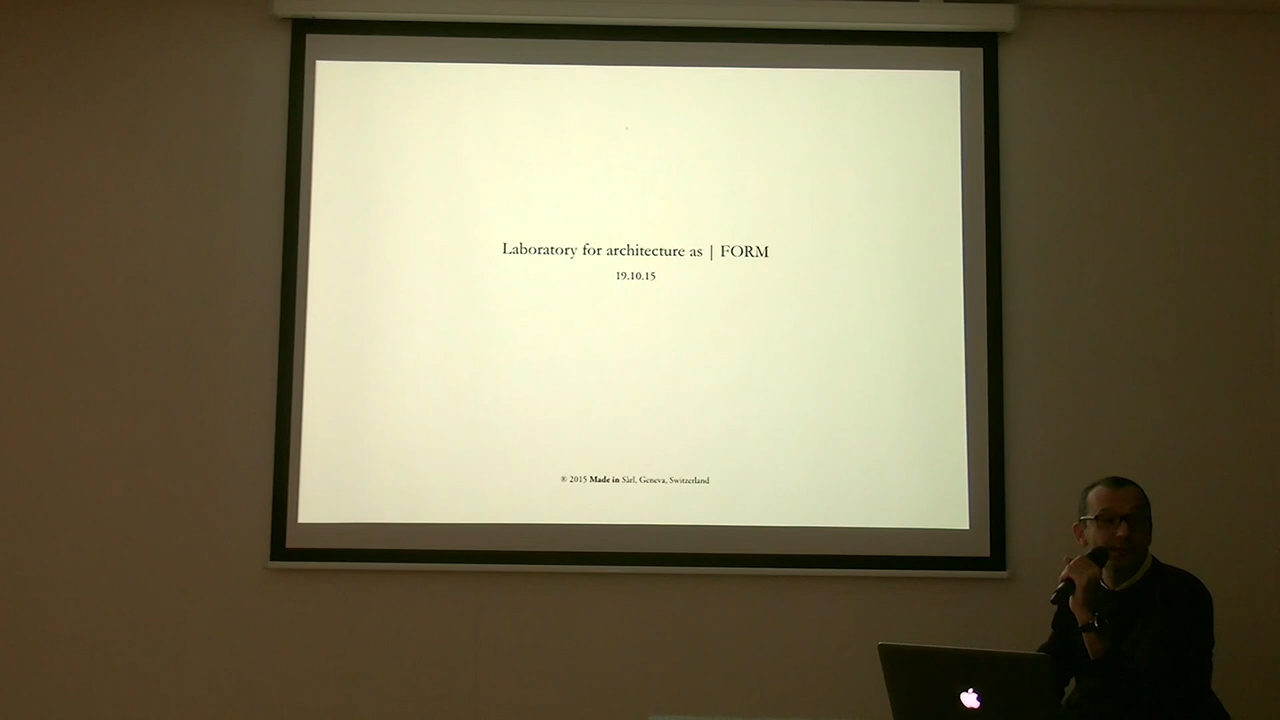 Laboratory for architecture as | FORM
19.10.15
® 2015 Made in Sàrl, Geneva, Switzerland